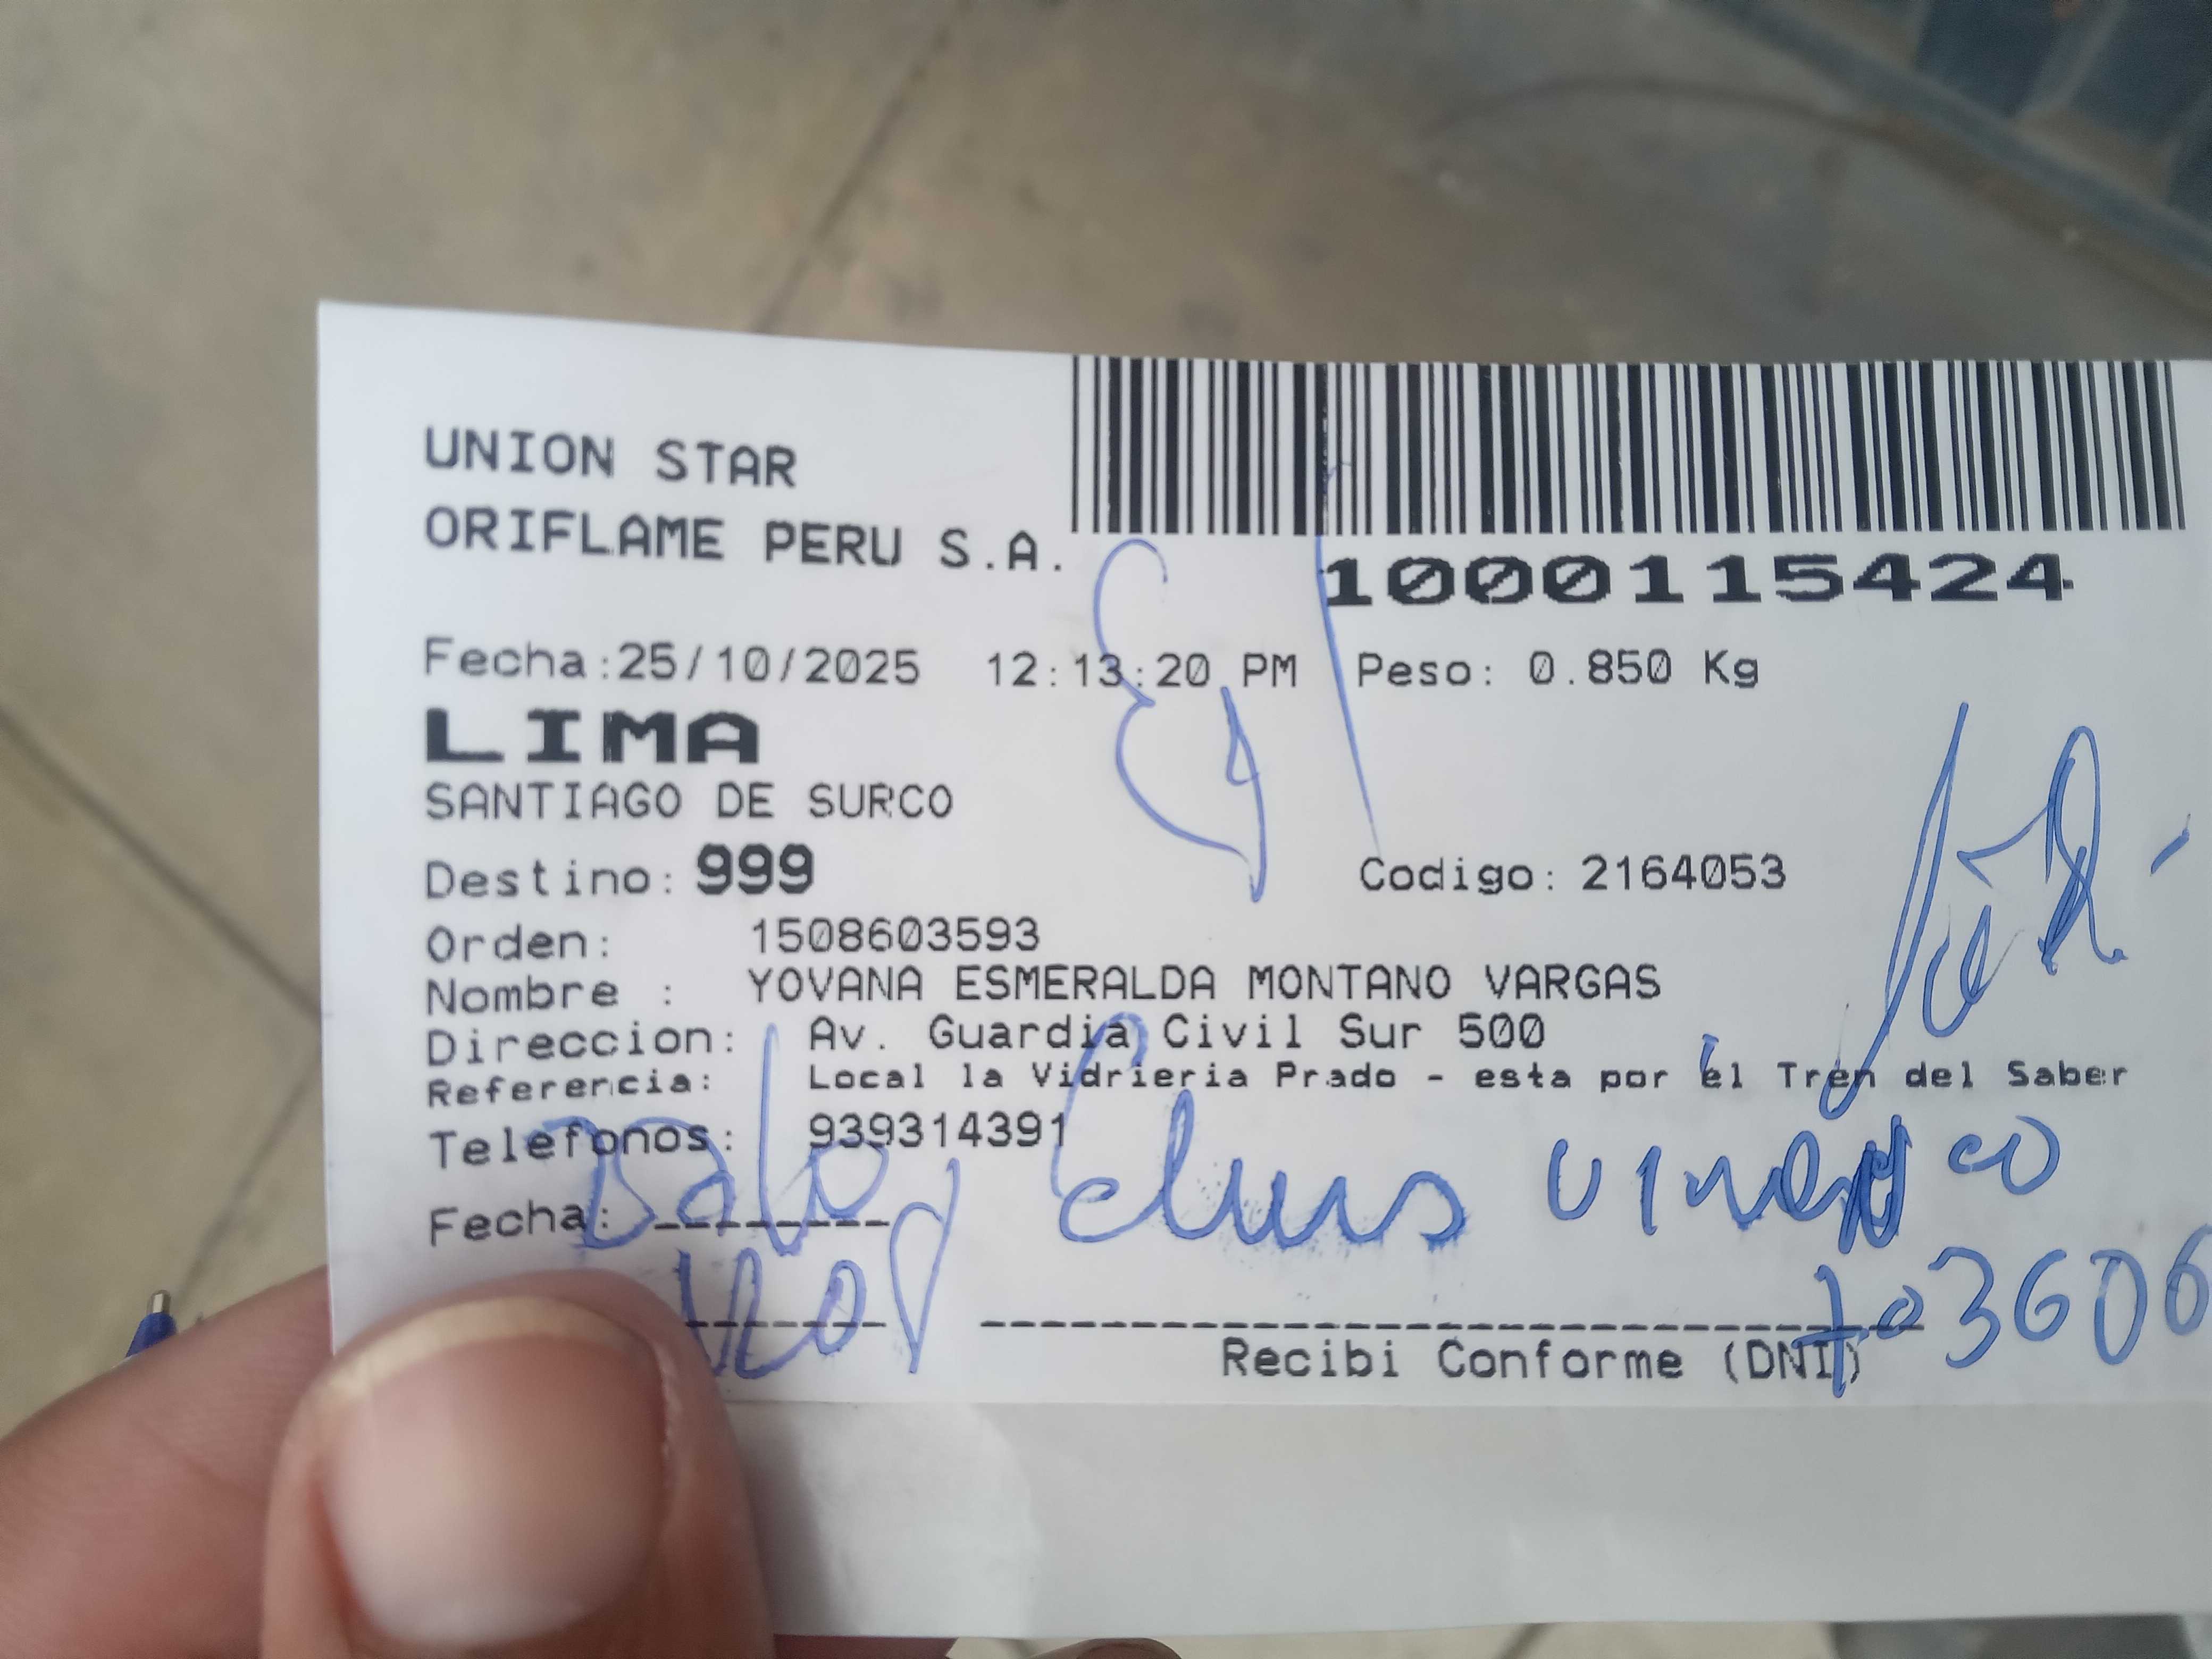 UNION STAR
ORIFLAME PERU S.A.
1000115424
Fecha:25/10/2025 12:13:20 PM Peso: 0.850 Kg
LIMA
SANTIAGO DE SURCO
Destino: 999 Codigo: 2164053
Orden: 1508603593
Nombre : YOVANA ESMERALDA MONTANO VARGAS
Direccion: Av. Guardia Civil Sur 500
Referencia: Local la Vidrieria Prado - esta por el Tren del Saber
Telefonos: 939314391
Fecha:
703606
Recibi Conforme (DNI)